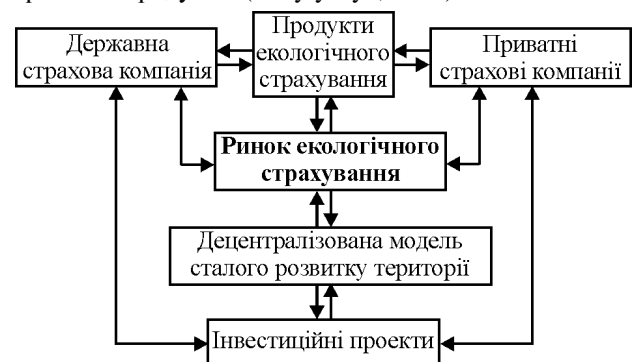 Державна
страхова компанія
Продукти
екологічного
страхування
Приватні
страхові компанії
Ринок екологічного
страхування
Децентралізована модель
сталого розвитку території
Інвестиційні проекти